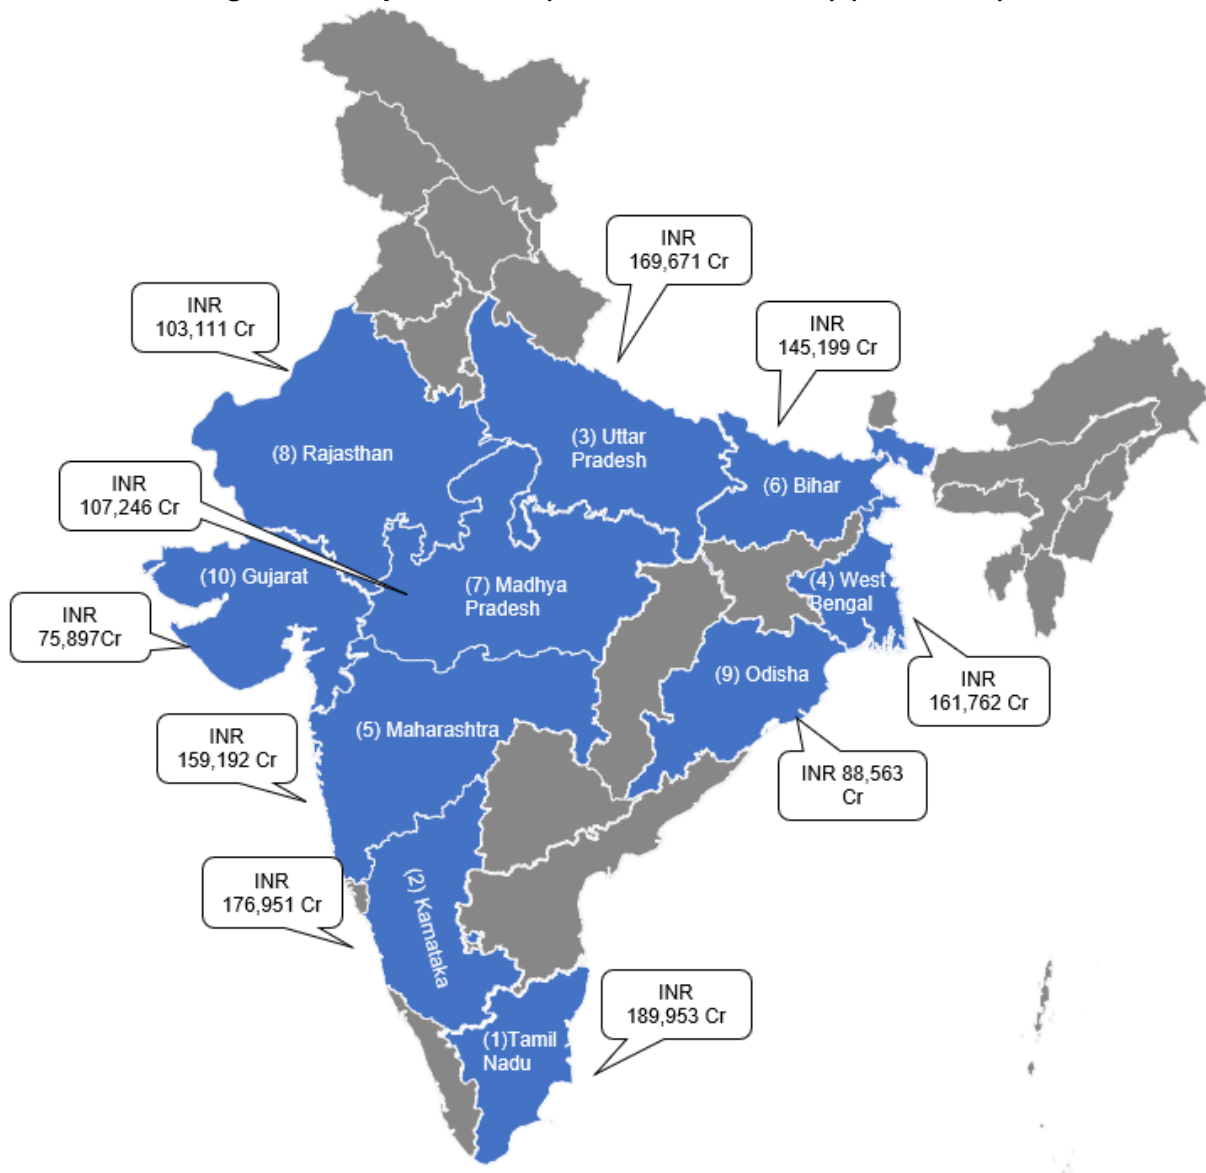 INR
169,671 Cr
INR
103,111 Cr
INR
145,199 Cr
(3) Uttar
Pradesh
(8) Rajasthan
INR
107,246 Cr
(6) Bihar
(10) Gujarat
(7) Madhya
Pradesh
(4) West
Bengal
INR
75,897Cr
(9) Odisha
INR
161,762 Cr
(5) Maharashtra
INR
159,192 Cr
INR 88,563
Cr
INR
176,951 Cr
(2) Karnataka
INR
189,953 Cr
(1)Tamil
Nadu